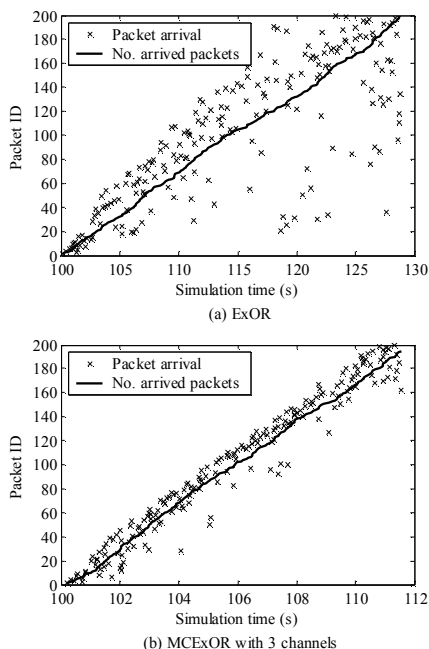 200
180
160
140
120
100
80
60
40
20
0
Packet ID
Packet arrival
No. arrived packets
100 105 110 115 120 125 130
Simulation time (s)
(a) ExOR
200
180
160
140
120
100
80
60
40
20
0
Packet ID
Packet arrival
No. arrived packets
100 102 104 106 108 110 112
Simulation time (s)
(b) MCExOR with 3 channels